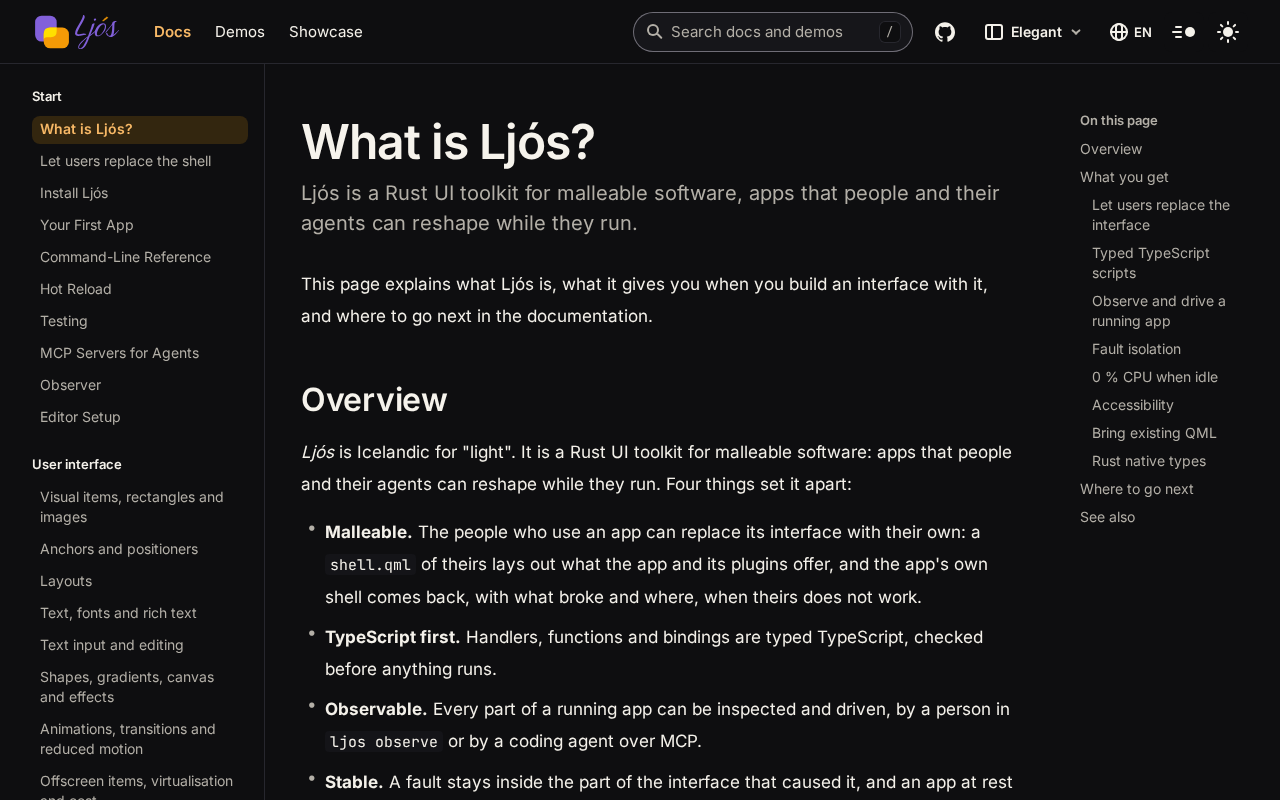 Ljós
Docs
Demos
Showcase
Search docs and demos
/
Elegant
EN
Start
What is Ljós?
Let users replace the shell
Install Ljós
Your First App
Command-Line Reference
Hot Reload
Testing
MCP Servers for Agents
Observer
Editor Setup
User interface
Visual items, rectangles and
images
Anchors and positioners
Layouts
Text, fonts and rich text
Text input and editing
Shapes, gradients, canvas
and effects
Animations, transitions and
reduced motion
Offscreen items, virtualisation
and cost
What is Ljós?
Ljós is a Rust UI toolkit for malleable software, apps that people and their
agents can reshape while they run.
This page explains what Ljós is, what it gives you when you build an interface with it,
and where to go next in the documentation.
Overview
Ljós is Icelandic for "light". It is a Rust UI toolkit for malleable software: apps that people
and their agents can reshape while they run. Four things set it apart:
• Malleable. The people who use an app can replace its interface with their own: a
shell.qml of theirs lays out what the app and its plugins offer, and the app's own
shell comes back, with what broke and where, when theirs does not work.
• TypeScript first. Handlers, functions and bindings are typed TypeScript, checked
before anything runs.
• Observable. Every part of a running app can be inspected and driven, by a person in
ljos observe or by a coding agent over MCP.
• Stable. A fault stays inside the part of the interface that caused it, and an app at rest
On this page
Overview
What you get
Let users replace the
interface
Typed TypeScript
scripts
Observe and drive a
running app
Fault isolation
0 % CPU when idle
Accessibility
Bring existing QML
Rust native types
Where to go next
See also